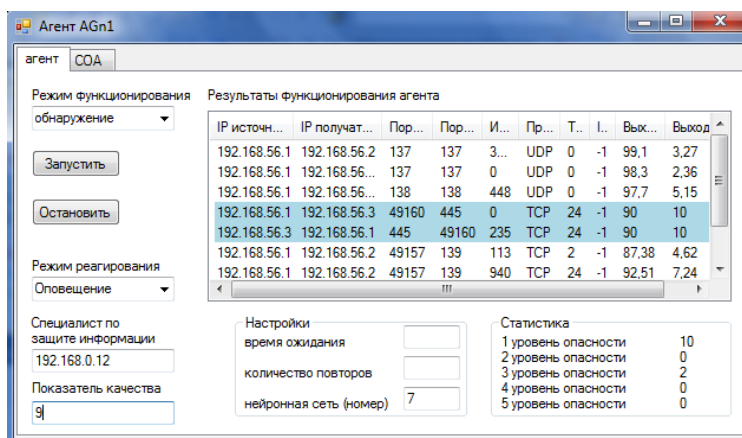 Агент AGn1
агент СОА
Режим функционирования
обнаружение
Запустить
Остановить
Режим реагирования
Оповещение
Специалист по
защите информации
192.168.0.12
Показатель качества
9
Результаты функционирования агента
IP источн... IP получат... Пор... Пор... И... Пр... Т.. I.. Вых... Выход
192.168.56.1 192.168.56.2 137 137 3... UDP 0 -1 99,1 3,27
192.168.56.1 192.168.56... 137 137 0 UDP 0 -1 98,3 2,36
192.168.56.1 192.168.56... 138 138 448 UDP 0 -1 97,7 5,15
192.168.56.1 192.168.56.3 49160 445 0 TCP 24 -1 90 10
192.168.56.3 192.168.56.1 445 49160 235 TCP 24 -1 90 10
192.168.56.1 192.168.56.2 49157 139 113 TCP 2 -1 87,38 4,62
192.168.56.1 192.168.56.2 49157 139 940 TCP 24 -1 92,51 7,24
Настройки
время ожидания
количество повторов
нейронная сеть (номер) 7
Статистика
1 уровень опасности 10
2 уровень опасности 0
3 уровень опасности 2
4 уровень опасности 0
5 уровень опасности 0